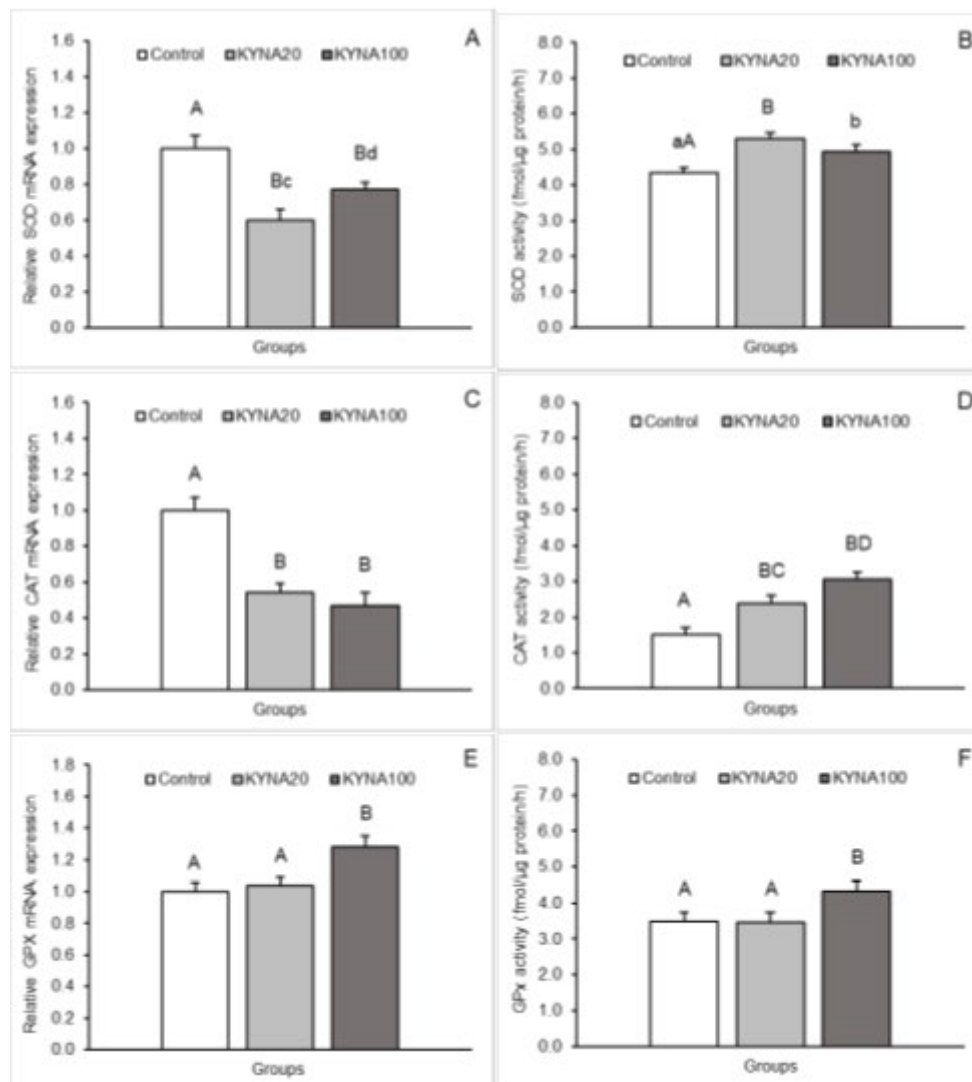 A
Relative SOD mRNA expression
1.6
1.4
1.2
1.0
0.8
0.6
0.4
0.2
0.0
Control KYNA20 KYNA100
A
Bc
Bd
Groups
B
SOD activity (fmol/µg protein/h)
8.0
7.0
6.0
5.0
4.0
3.0
2.0
1.0
0.0
Control KYNA20 KYNA100
aA
B
b
Groups
C
Relative CAT mRNA expression
1.6
1.4
1.2
1.0
0.8
0.6
0.4
0.2
0.0
Control KYNA20 KYNA100
A
B
B
Groups
D
CAT activity (fmol/µg protein/h)
8.0
7.0
6.0
5.0
4.0
3.0
2.0
1.0
0.0
Control KYNA20 KYNA100
A
BC
BD
Groups
E
Relative GPX mRNA expression
1.8
1.6
1.4
1.2
1.0
0.8
0.6
0.4
0.2
0.0
Control KYNA20 KYNA100
A
A
B
Groups
F
GPx activity (fmol/µg protein/h)
8.0
7.0
6.0
5.0
4.0
3.0
2.0
1.0
0.0
Control KYNA20 KYNA100
A
A
B
Groups